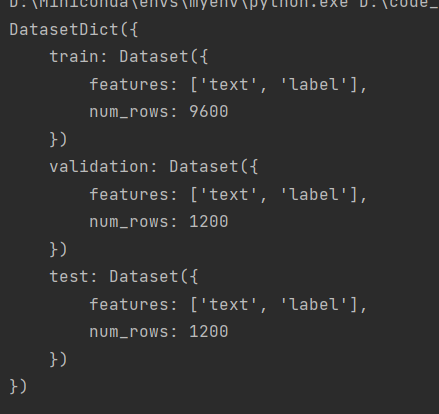 D:\Miniconda\envs\myenv\python.exe D:\code_
DatasetDict({
    train: Dataset({
        features: ['text', 'label'],
        num_rows: 9600
    })
    validation: Dataset({
        features: ['text', 'label'],
        num_rows: 1200
    })
    test: Dataset({
        features: ['text', 'label'],
        num_rows: 1200
    })
})